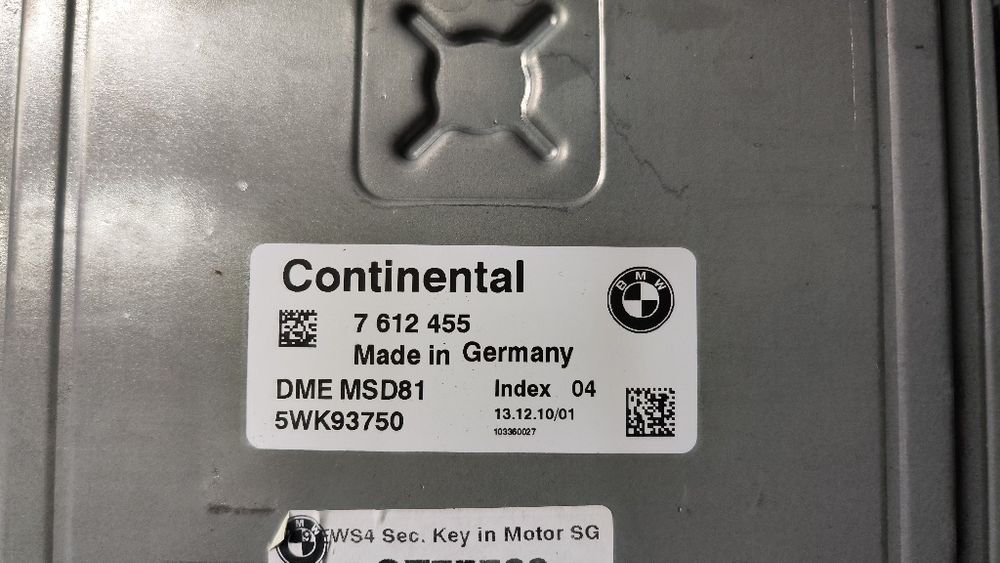 Continental
BMW
7 612 455
Made in Germany
DME MSD81 Index 04
5WK93750 13.12.10/01
103360027
WS4 Sec. Key in Motor SG